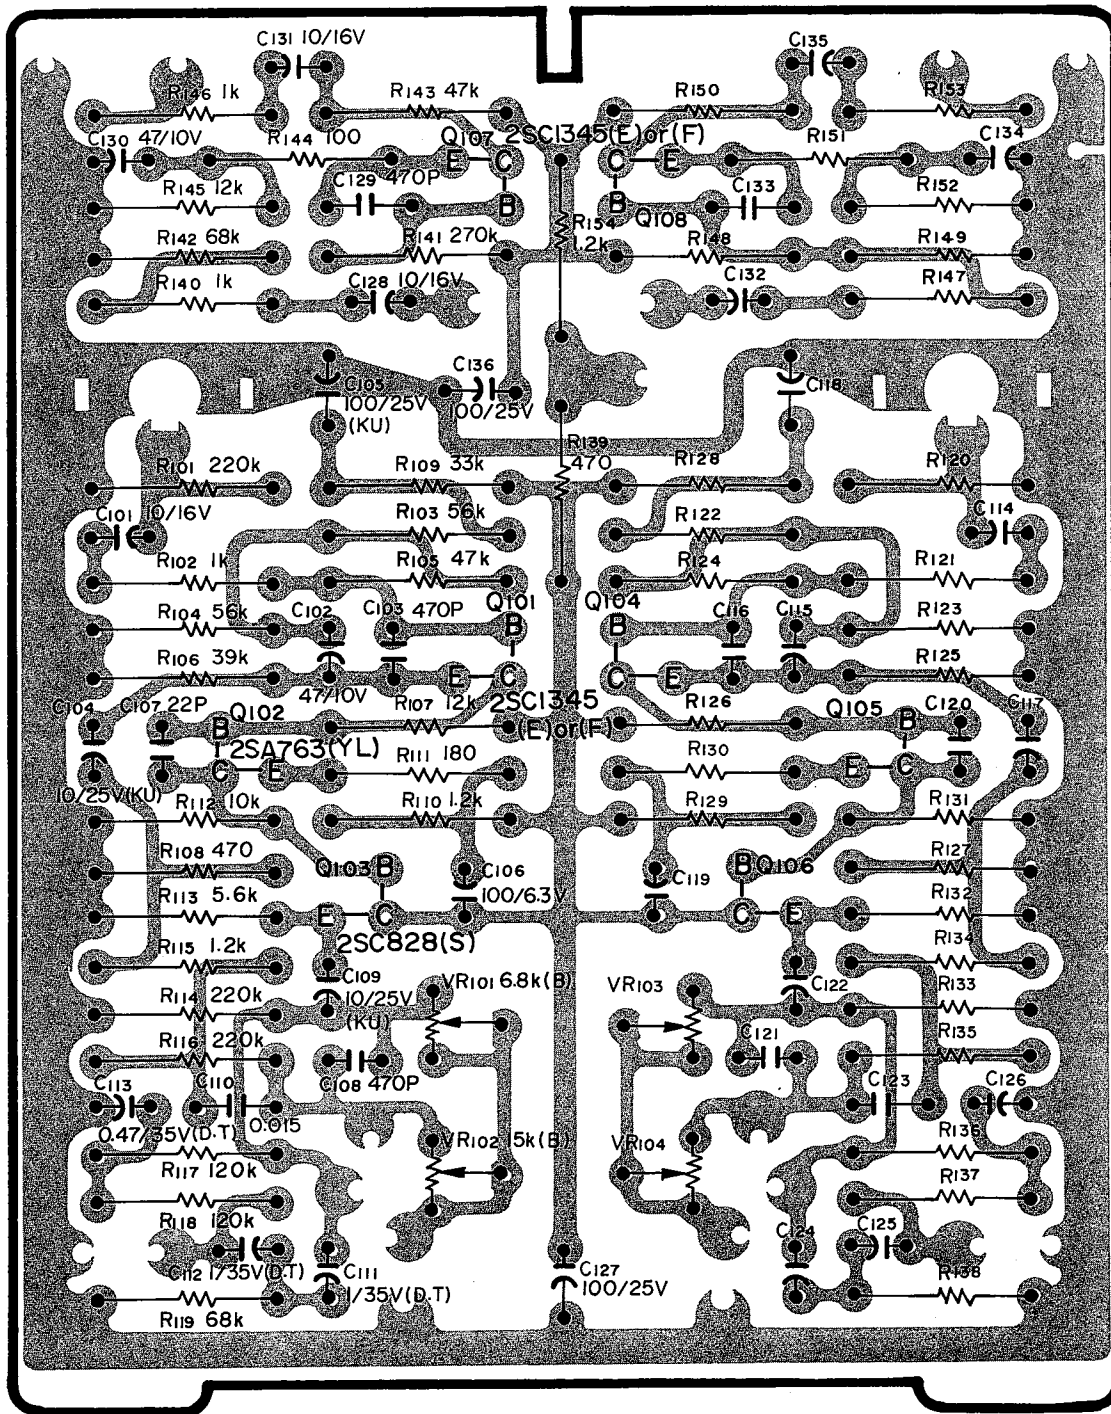 C131 10/16V
C135
R146 1k
R143 47k
R150
R153
C130 47/10V
R144 100
Q107
2SC1345(E)or(F)
R151
C134
E C
C E
R145 12k
C129 470P
C133
R152
B
B
Q108
R154
1.2k
R142 68k
R141 270k
R148
R149
R140 1k
C128 10/16V
C132
R147
C136
100/25V
C105
100/25V
(KU)
C118
R139
470
R101 220k
R109 33k
R128
R120
C101 10/16V
R103 56k
R122
C114
R102 1k
R105 47k
R124
R121
Q101
Q104
R104 56k
C102
C103 470P
B
B
C116
C115
R123
R106 39k
47/10V
E C
C E
R125
C104
C107 22P
Q102
R107 12k
2SC1345
(E)or(F)
R126
Q105
C120
C117
B
B
2SA763(YL)
R111 180
R130
C E
E C
10/25V(KU)
R112 10k
R110 1.2k
R129
R131
R108 470
Q103 B
C106
100/6.3V
C119
B Q106
R127
R113 5.6k
E C
C E
R132
2SC828(S)
R115 1.2k
C109
10/25V
(KU)
VR101 6.8k(B)
VR103
C122
R134
R114 220k
R133
R116 220k
C108 470P
C121
R135
C113
0.47/35V(D.T)
C110
0.015
C123
C126
VR102 15k(B)
VR104
R136
R117 120k
R137
R118 120k
C112 1/35V(D.T)
C111
1/35V(D.T)
C127
100/25V
C124
C125
R138
R119 68k